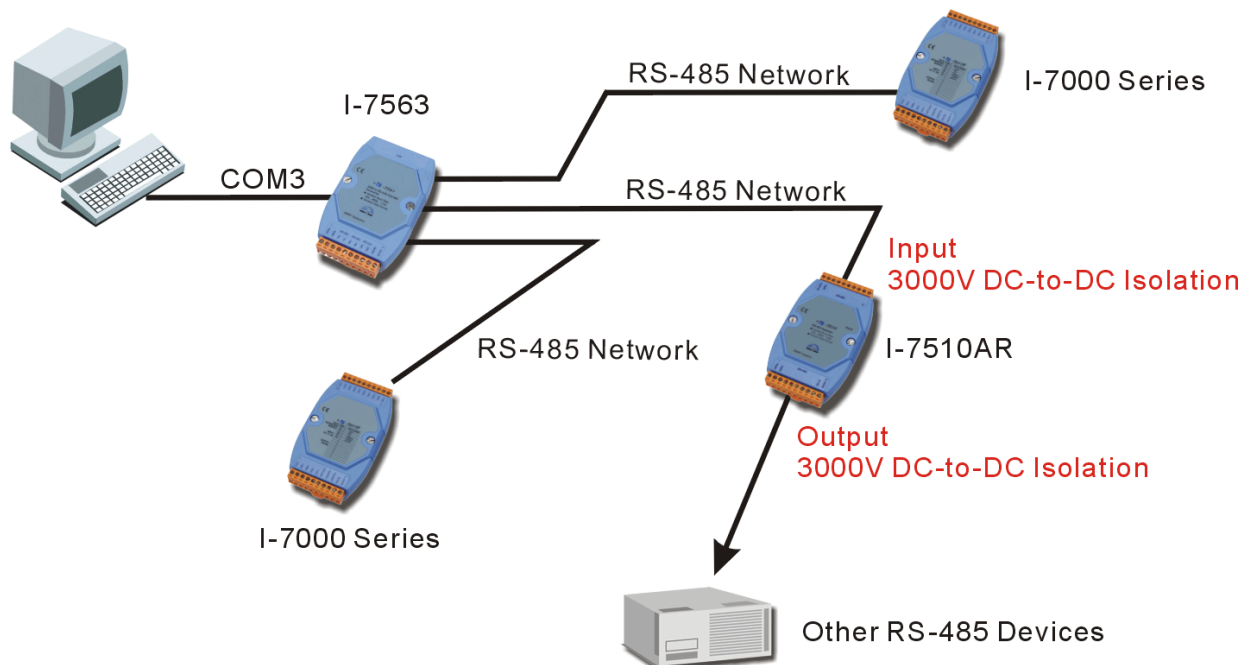 RS-485 Network
I-7000 Series
I-7563
COM3
RS-485 Network
Input
3000V DC-to-DC Isolation
I-7510AR
RS-485 Network
Output
3000V DC-to-DC Isolation
I-7000 Series
Other RS-485 Devices